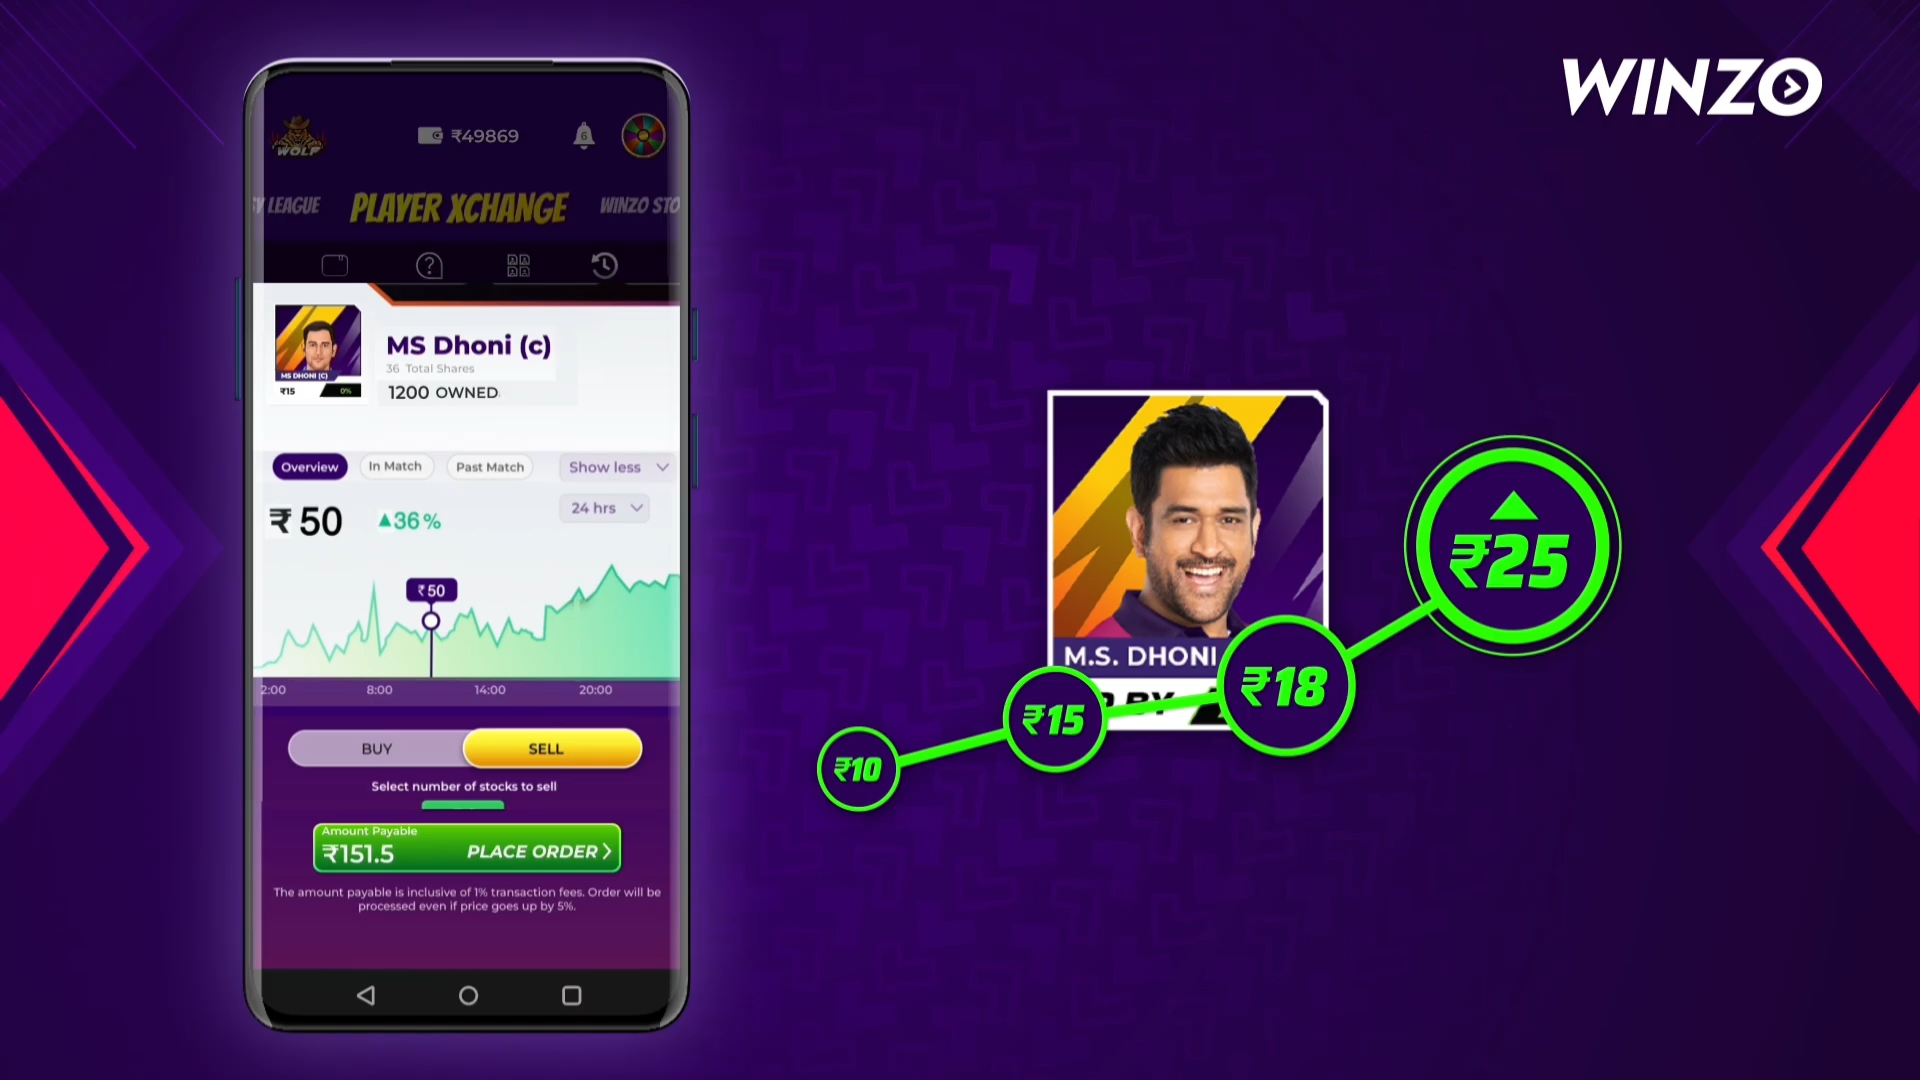 WINZO
WOLF
₹49869
6
Y LEAGUE
PLAYER XCHANGE
WINZO STO
?
MS DHONI (C)
₹15
0%
MS Dhoni (c)
36 Total Shares
1200 OWNED
Overview
In Match
Past Match
Show less
₹ 50
▲36%
24 hrs
₹50
2:00
8:00
14:00
20:00
BUY
SELL
Select number of stocks to sell
Amount Payable
₹151.5
PLACE ORDER >
The amount payable is inclusive of 1% transaction fees. Order will be
processed even if price goes up by 5%.
M.S. DHONI
BY
₹10
₹15
₹18
₹25